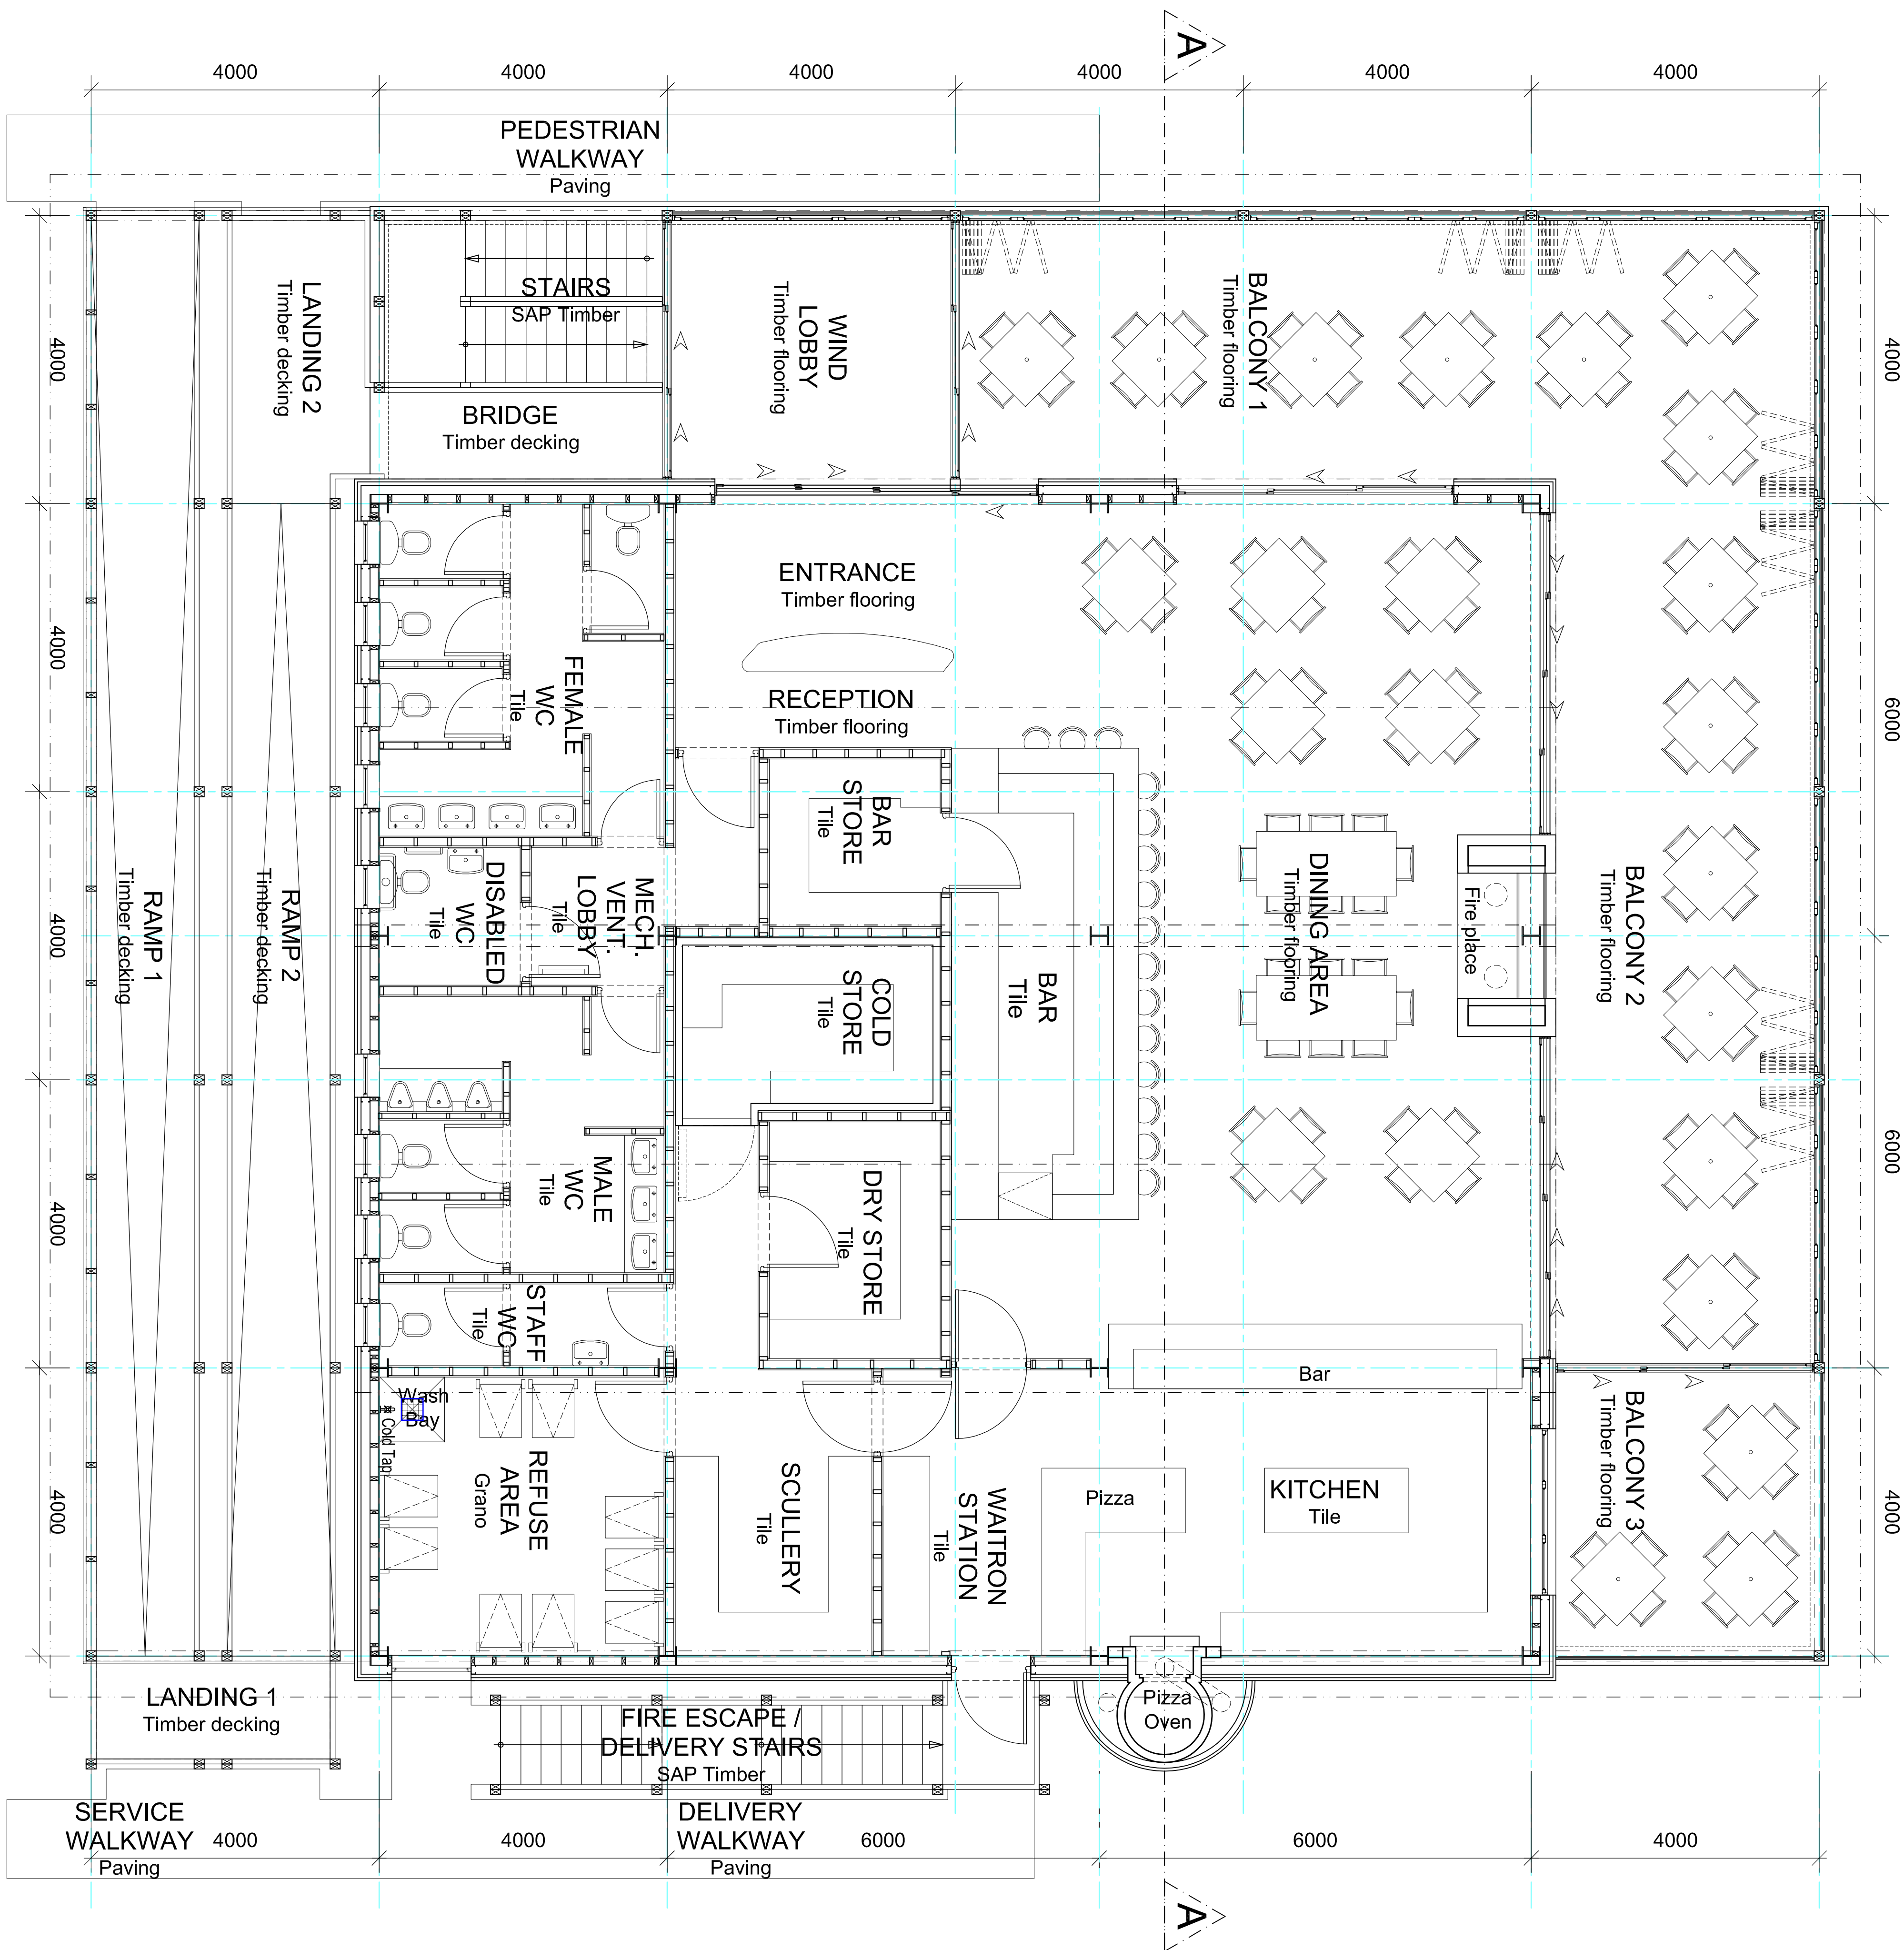 A
4000
4000
4000
4000
4000
4000
PEDESTRIAN
WALKWAY
Paving
LANDING 2
Timber decking
STAIRS
SAP Timber
BRIDGE
Timber decking
WIND
LOBBY
Timber flooring
BALCONY 1
Timber flooring
4000
4000
4000
4000
4000
4000
6000
6000
4000
ENTRANCE
Timber flooring
RECEPTION
Timber flooring
FEMALE
WC
Tile
BAR
STORE
Tile
DISABLED
WC
Tile
MECH.
VENT.
LOBBY
Tile
COLD
STORE
Tile
BAR
Tile
DINING AREA
Timber flooring
Fire place
BALCONY 2
Timber flooring
RAMP 1
Timber decking
RAMP 2
Timber decking
MALE
WC
Tile
DRY STORE
Tile
STAFF
WC
Tile
Wash
Bay
Cold Tap
REFUSE
AREA
Grano
SCULLERY
Tile
WAITRON
STATION
Tile
Bar
Pizza
KITCHEN
Tile
BALCONY 3
Timber flooring
LANDING 1
Timber decking
FIRE ESCAPE /
DELIVERY STAIRS
SAP Timber
Pizza
Oven
SERVICE
WALKWAY
Paving
DELIVERY
WALKWAY
Paving
4000
4000
6000
6000
4000
A